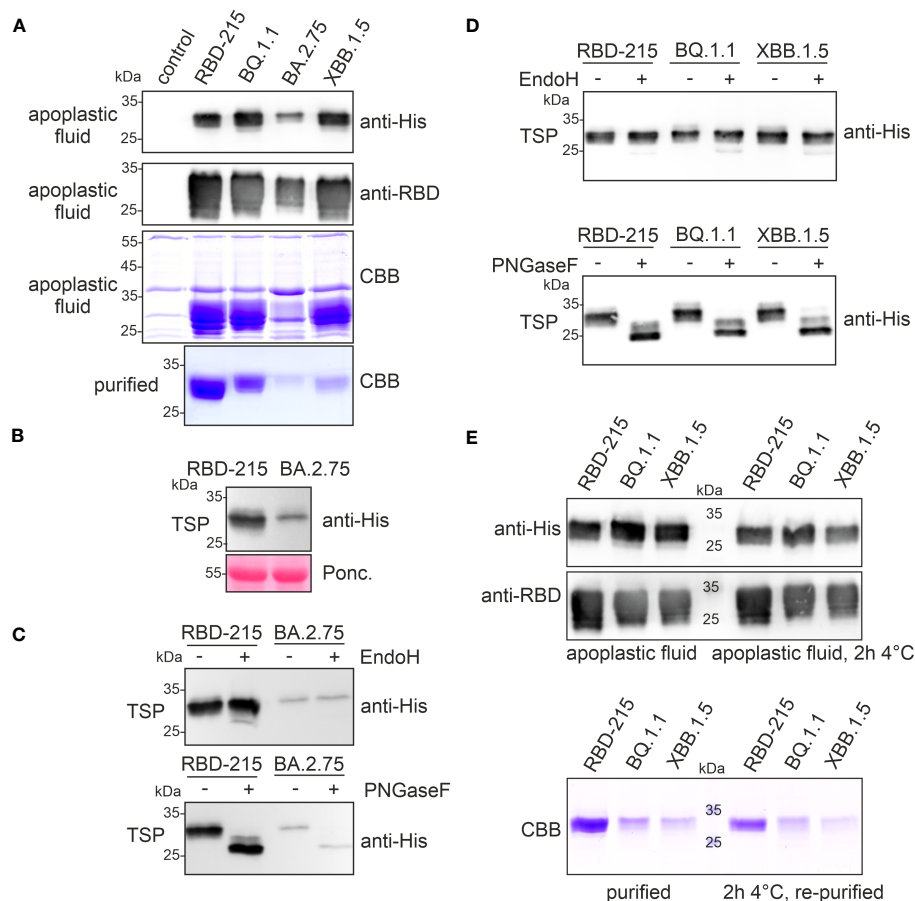 A
control
RBD-215
BQ.1.1
BA.2.75
XBB.1.5
kDa
apoplastic
fluid
35-
25-
anti-His
apoplastic
fluid
35-
25-
anti-RBD
apoplastic
fluid
55-
45-
35-
25-
CBB
purified
35-
25-
CBB
B
RBD-215 BA.2.75
kDa
35-
TSP
25-
anti-His
55-
Ponc.
C
RBD-215 BA.2.75
kDa - + - + EndoH
35-
TSP
25-
anti-His
RBD-215 BA.2.75
kDa - + - + PNGaseF
35-
TSP
25-
anti-His
D
RBD-215 BQ.1.1 XBB.1.5
EndoH - + - + - +
kDa
35-
TSP
25-
anti-His
RBD-215 BQ.1.1 XBB.1.5
PNGaseF - + - + - +
kDa
35-
TSP
25-
anti-His
E
RBD-215
BQ.1.1
XBB.1.5
kDa
RBD-215
BQ.1.1
XBB.1.5
anti-His
35
25
anti-RBD
35
25
apoplastic fluid apoplastic fluid, 2h 4°C
RBD-215
BQ.1.1
XBB.1.5
kDa
RBD-215
BQ.1.1
XBB.1.5
CBB
35
25
purified 2h 4°C, re-purified